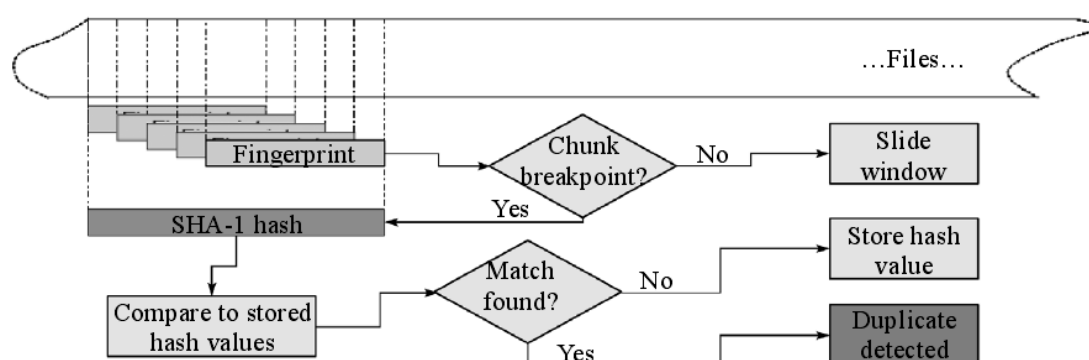 ...Files...
Fingerprint
Chunk
breakpoint?
No
Slide
window
Yes
SHA-1 hash
Match
found?
No
Store hash
value
Compare to stored
hash values
Yes
Duplicate
detected